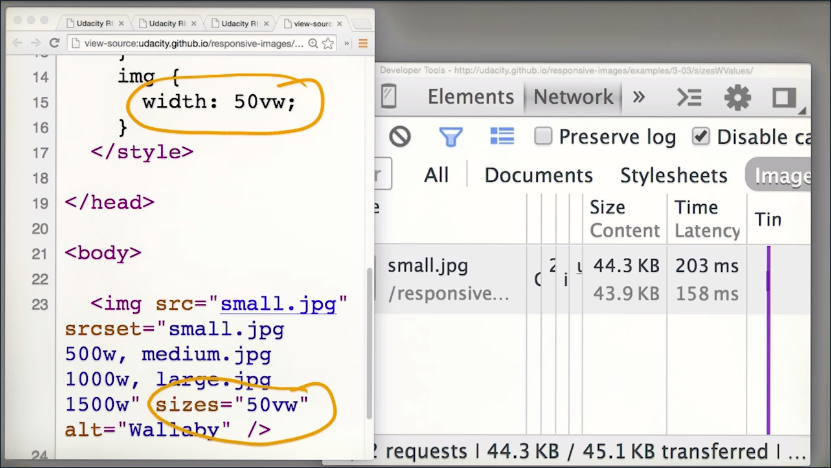 Udacity RI
Udacity RI
Udacity RI
view-sou
view-source:udacity.github.io/responsive-images/...
}
14 img {
15 width: 50vw;
16 }
17 </style>
18
19 </head>
20
21 <body>
22
23 <img src="small.jpg"
srcset="small.jpg
500w, medium.jpg
1000w, large.jpg
1500w" sizes="50vw"
alt="Wallaby" />
24
Developer Tools - http://udacity.github.io/responsive-images/examples/3-03/sizesWValues/
Elements Network »
Preserve log Disable ca
All Documents Stylesheets Image
Size Time Tin
Content Latency
small.jpg 44.3 KB 203 ms
/responsive... 43.9 KB 158 ms
2 requests I 44.3 KB / 45.1 KB transferred I ...